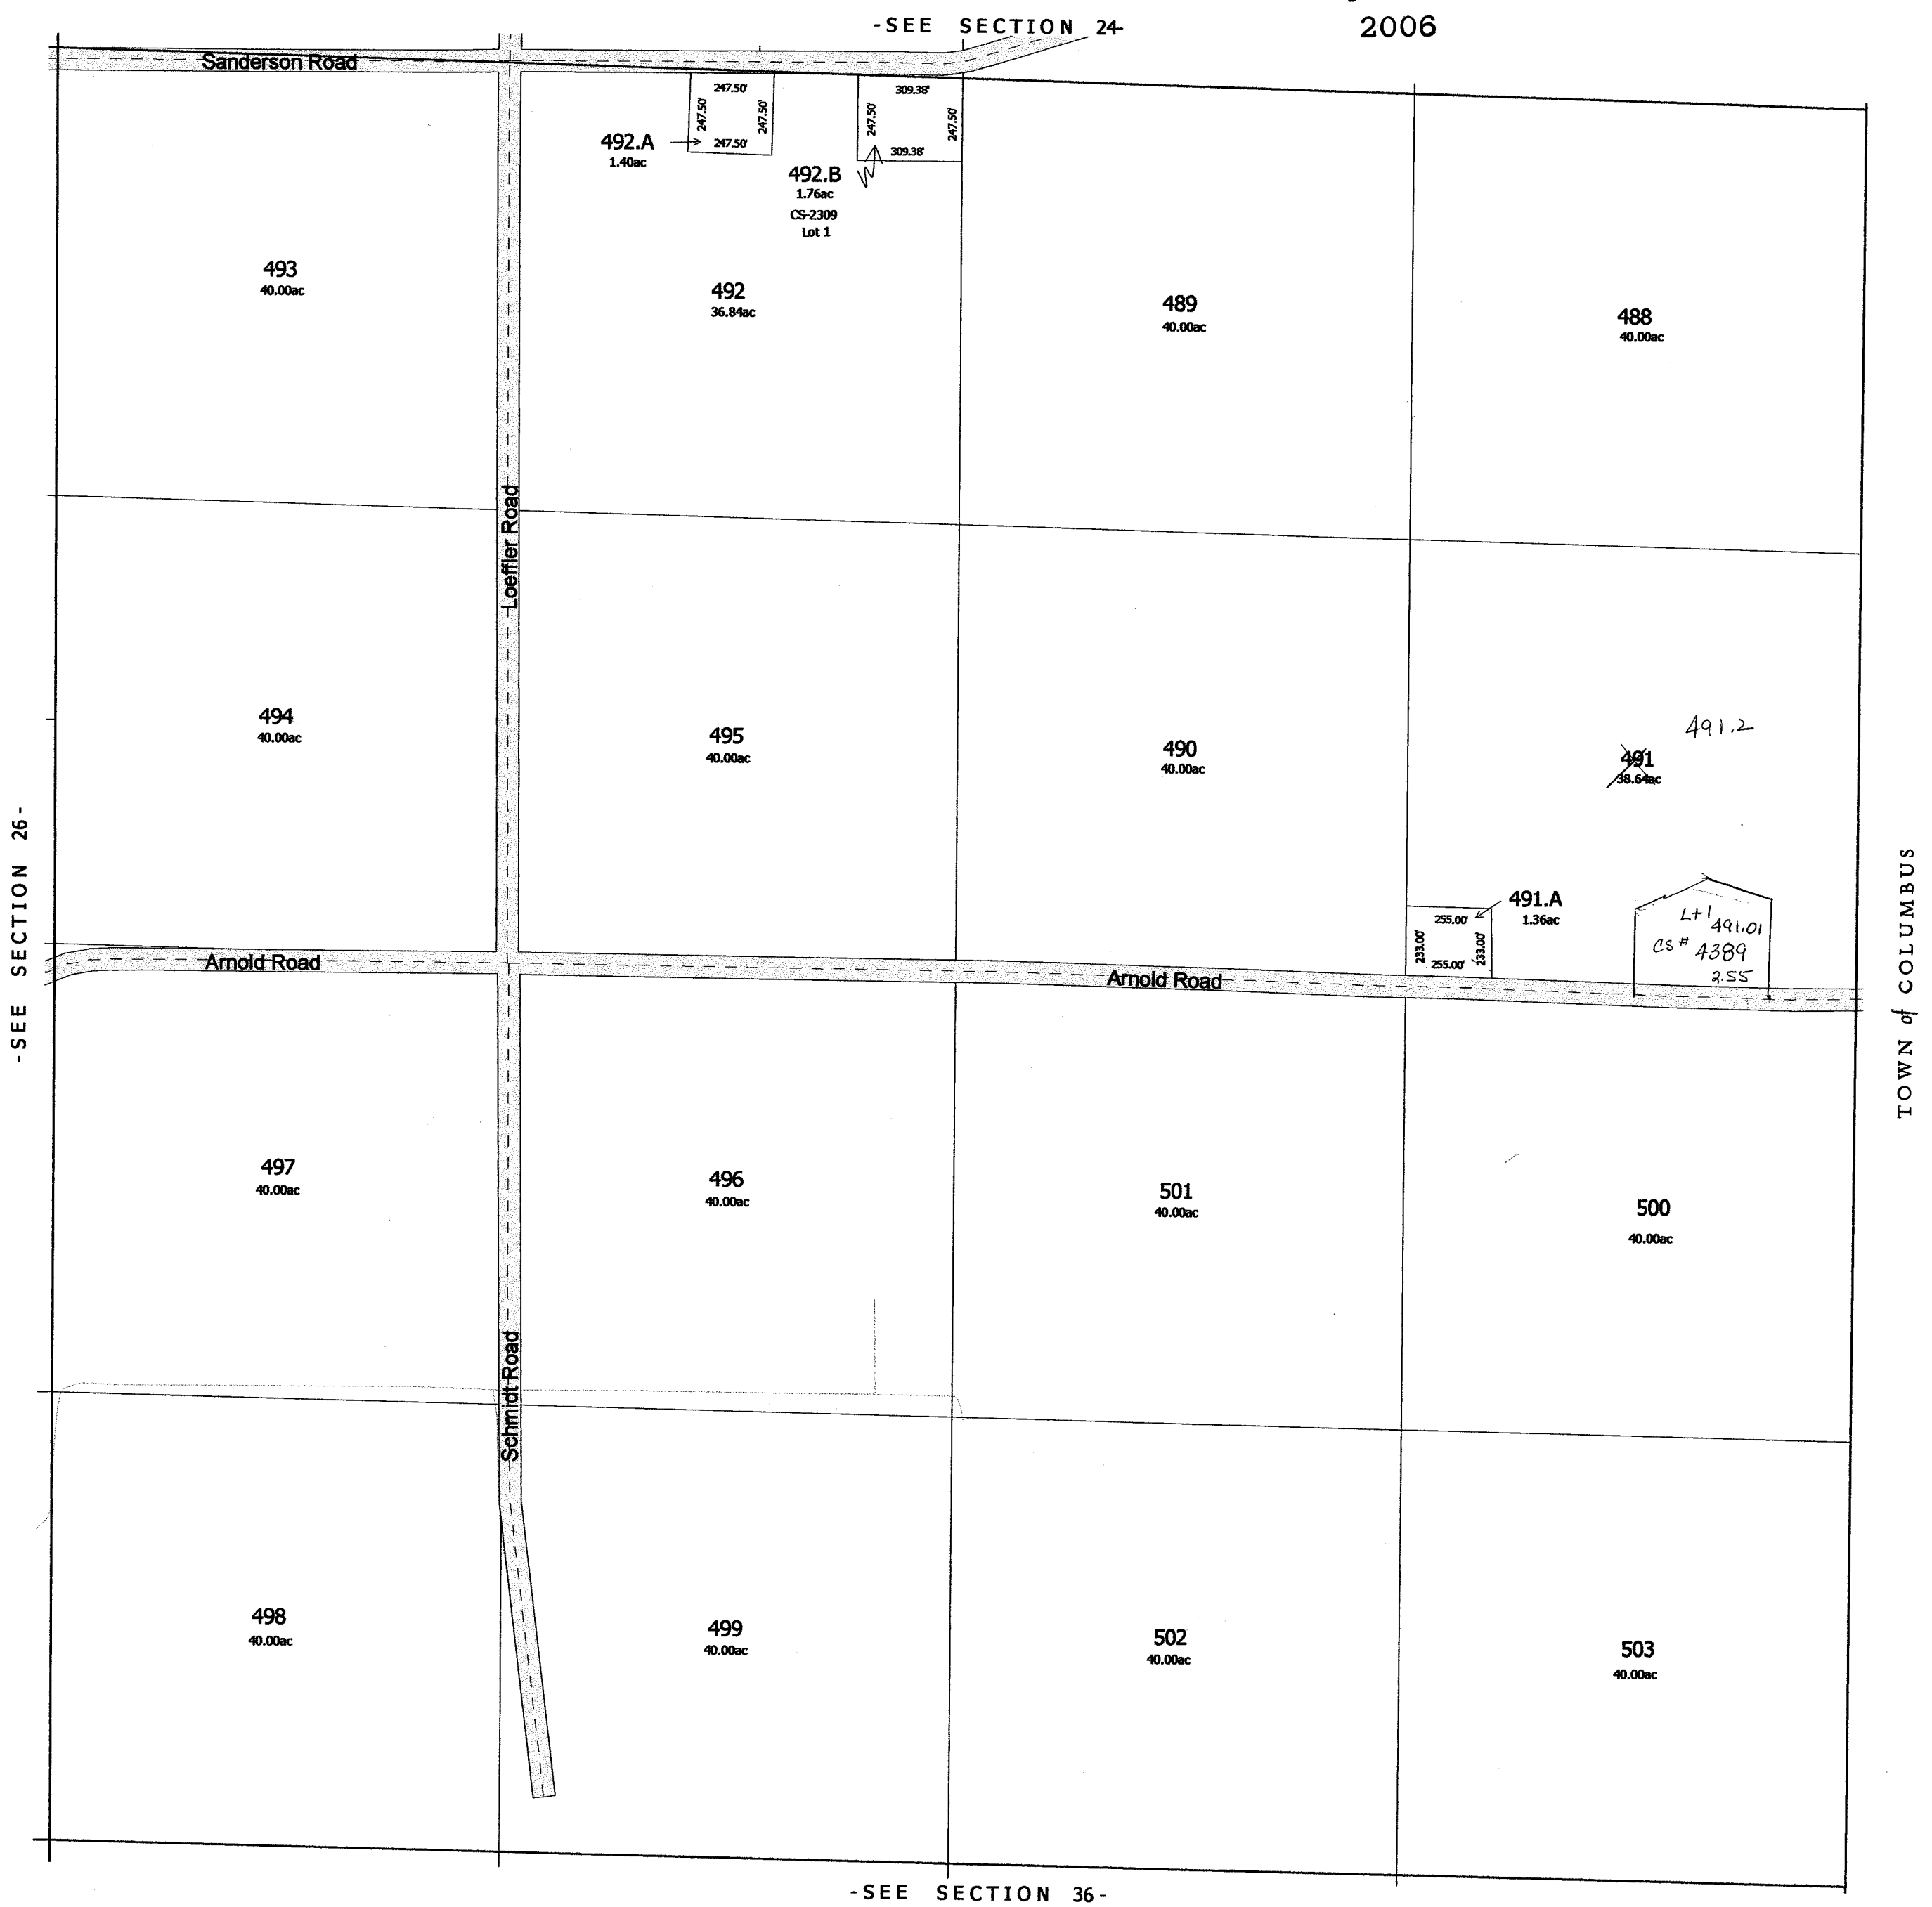 -SEE SECTION 24-
2006
Sanderson Road
247.50'
247.50'
247.50'
247.50'
309.38'
247.50'
247.50'
309.38'
492.A
1.40ac
492.B
1.76ac
CS-2309
Lot 1
493
40.00ac
492
36.84ac
489
40.00ac
488
40.00ac
Loeffler Road
494
40.00ac
495
40.00ac
490
40.00ac
491.2
491
38.64ac
-SEE SECTION 26-
TOWN of COLUMBUS
491.A
1.36ac
255.00'
233.00'
233.00'
255.00'
L+1
491.01
CS# 4389
2.55
Arnold Road
Arnold Road
497
40.00ac
496
40.00ac
501
40.00ac
500
40.00ac
Schmidt Road
498
40.00ac
499
40.00ac
502
40.00ac
503
40.00ac
-SEE SECTION 36-